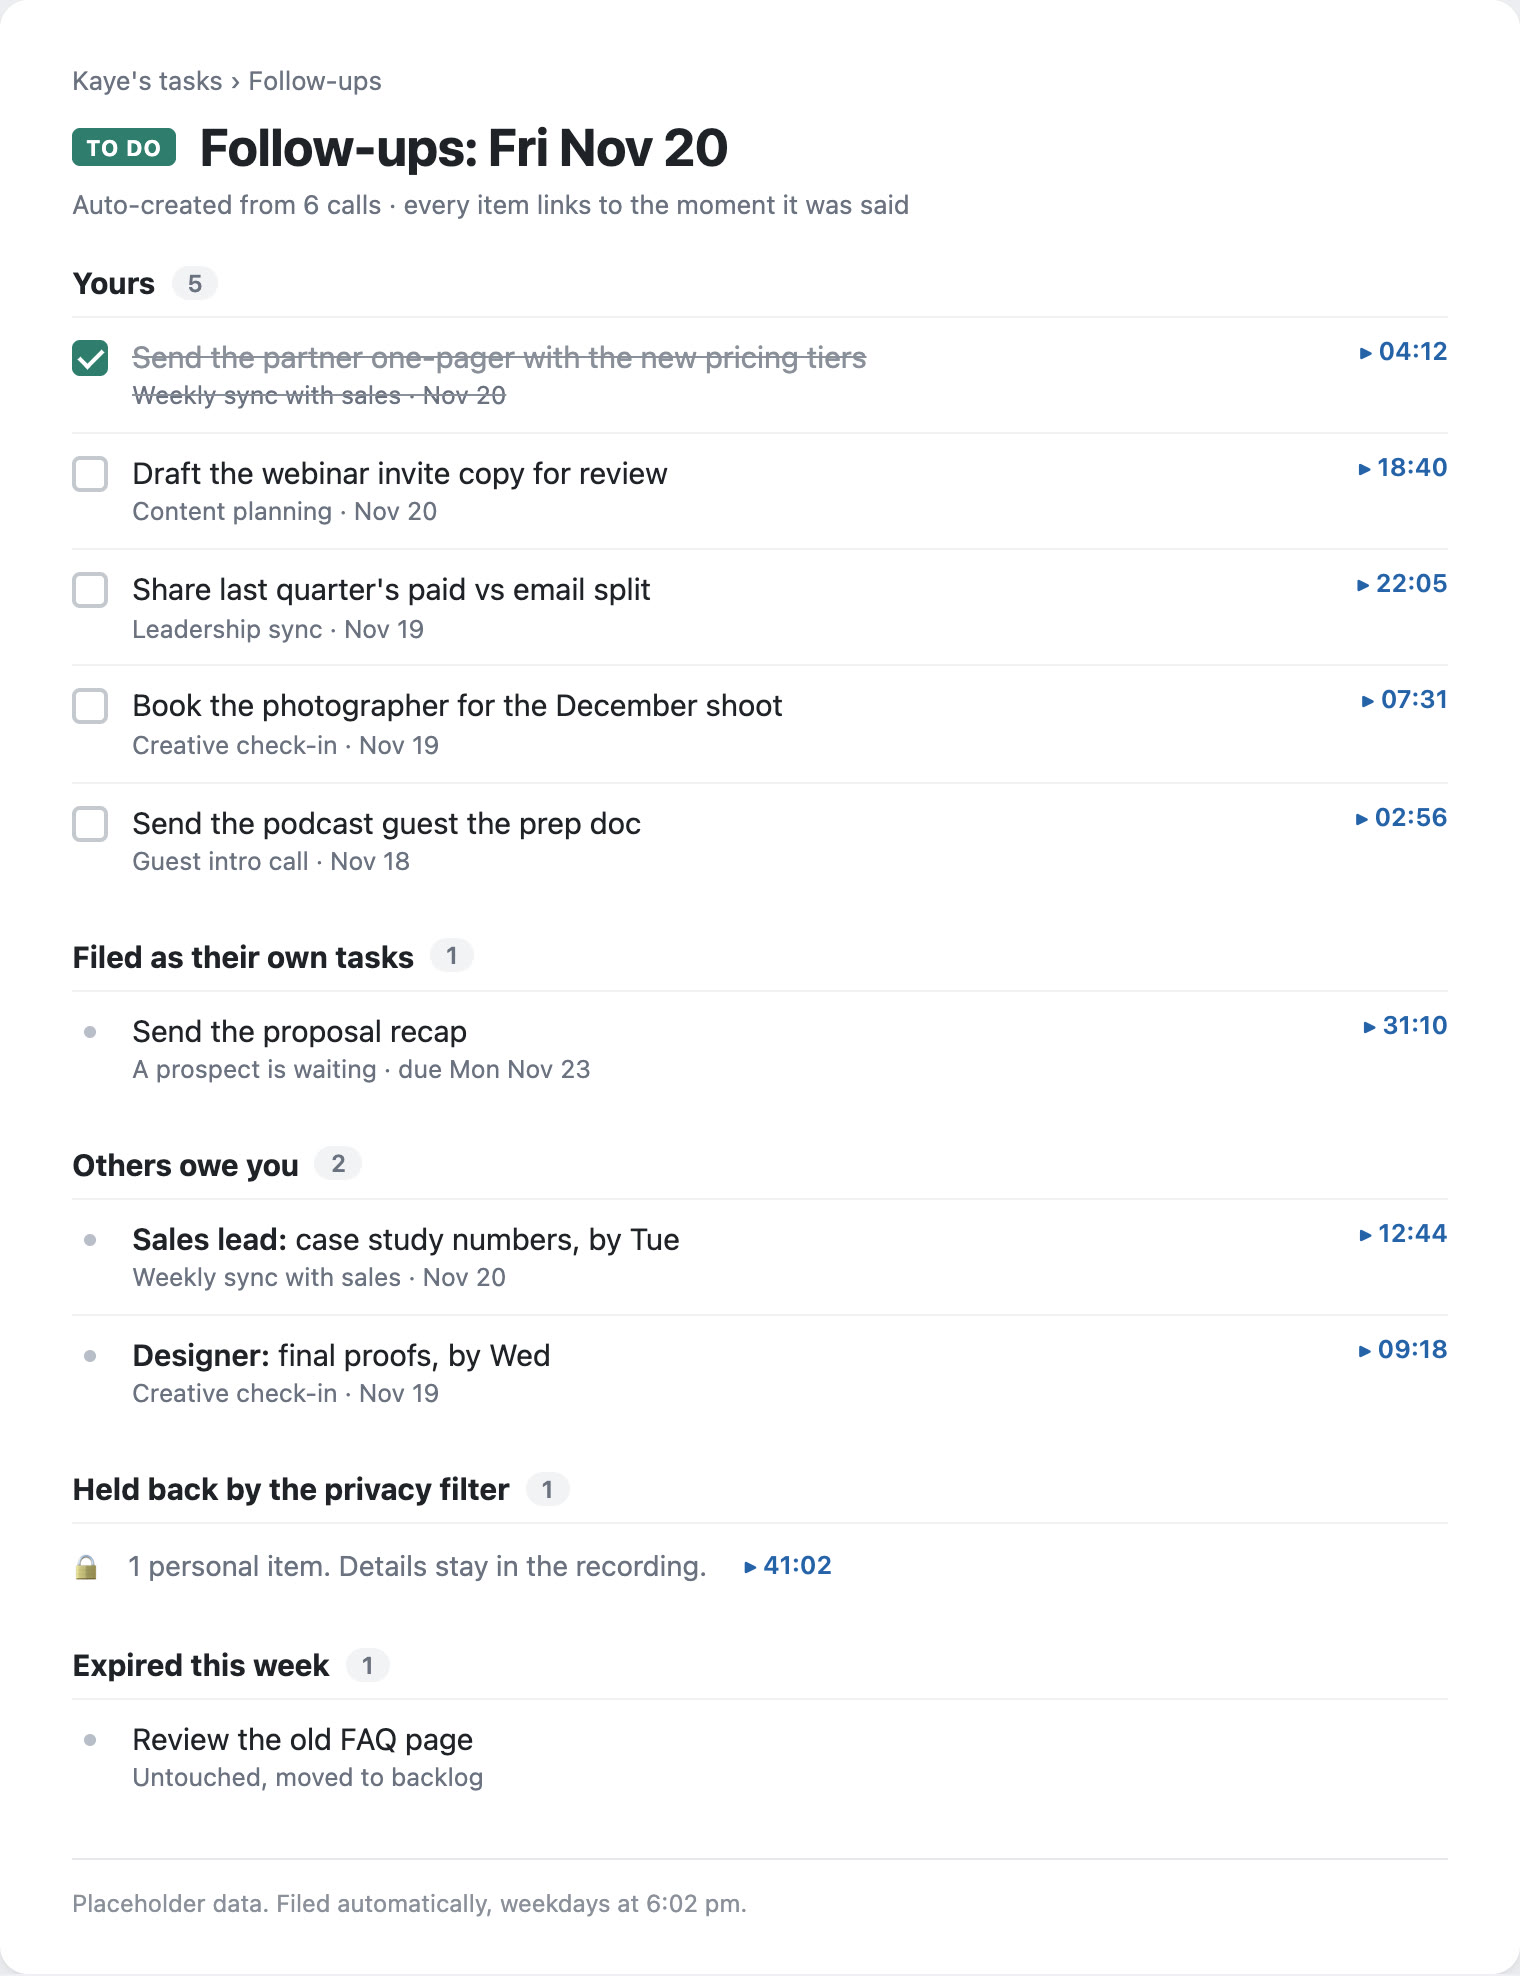 Kaye's tasks › Follow-ups
TO DO Follow-ups: Fri Nov 20
Auto-created from 6 calls · every item links to the moment it was said
Yours 5
Send the partner one-pager with the new pricing tiers ▸ 04:12
Weekly sync with sales · Nov 20
Draft the webinar invite copy for review ▸ 18:40
Content planning · Nov 20
Share last quarter's paid vs email split ▸ 22:05
Leadership sync · Nov 19
Book the photographer for the December shoot ▸ 07:31
Creative check-in · Nov 19
Send the podcast guest the prep doc ▸ 02:56
Guest intro call · Nov 18
Filed as their own tasks 1
Send the proposal recap ▸ 31:10
A prospect is waiting · due Mon Nov 23
Others owe you 2
Sales lead: case study numbers, by Tue ▸ 12:44
Weekly sync with sales · Nov 20
Designer: final proofs, by Wed ▸ 09:18
Creative check-in · Nov 19
Held back by the privacy filter 1
1 personal item. Details stay in the recording. ▸ 41:02
Expired this week 1
Review the old FAQ page
Untouched, moved to backlog
Placeholder data. Filed automatically, weekdays at 6:02 pm.